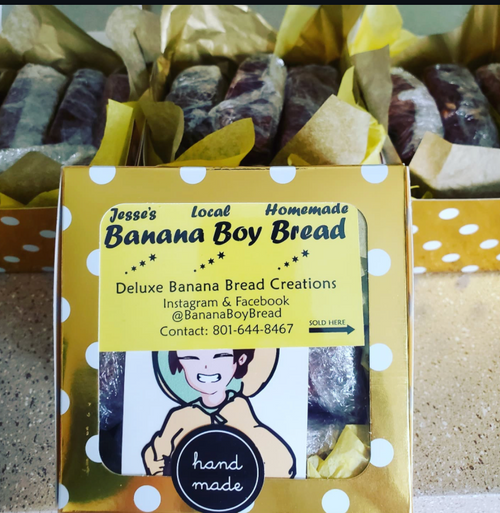 Jesse's Local Homemade
Banana Boy Bread
Deluxe Banana Bread Creations
Instagram & Facebook
@BananaBoyBread
Contact: 801-644-8467
SOLD HERE
hand
made